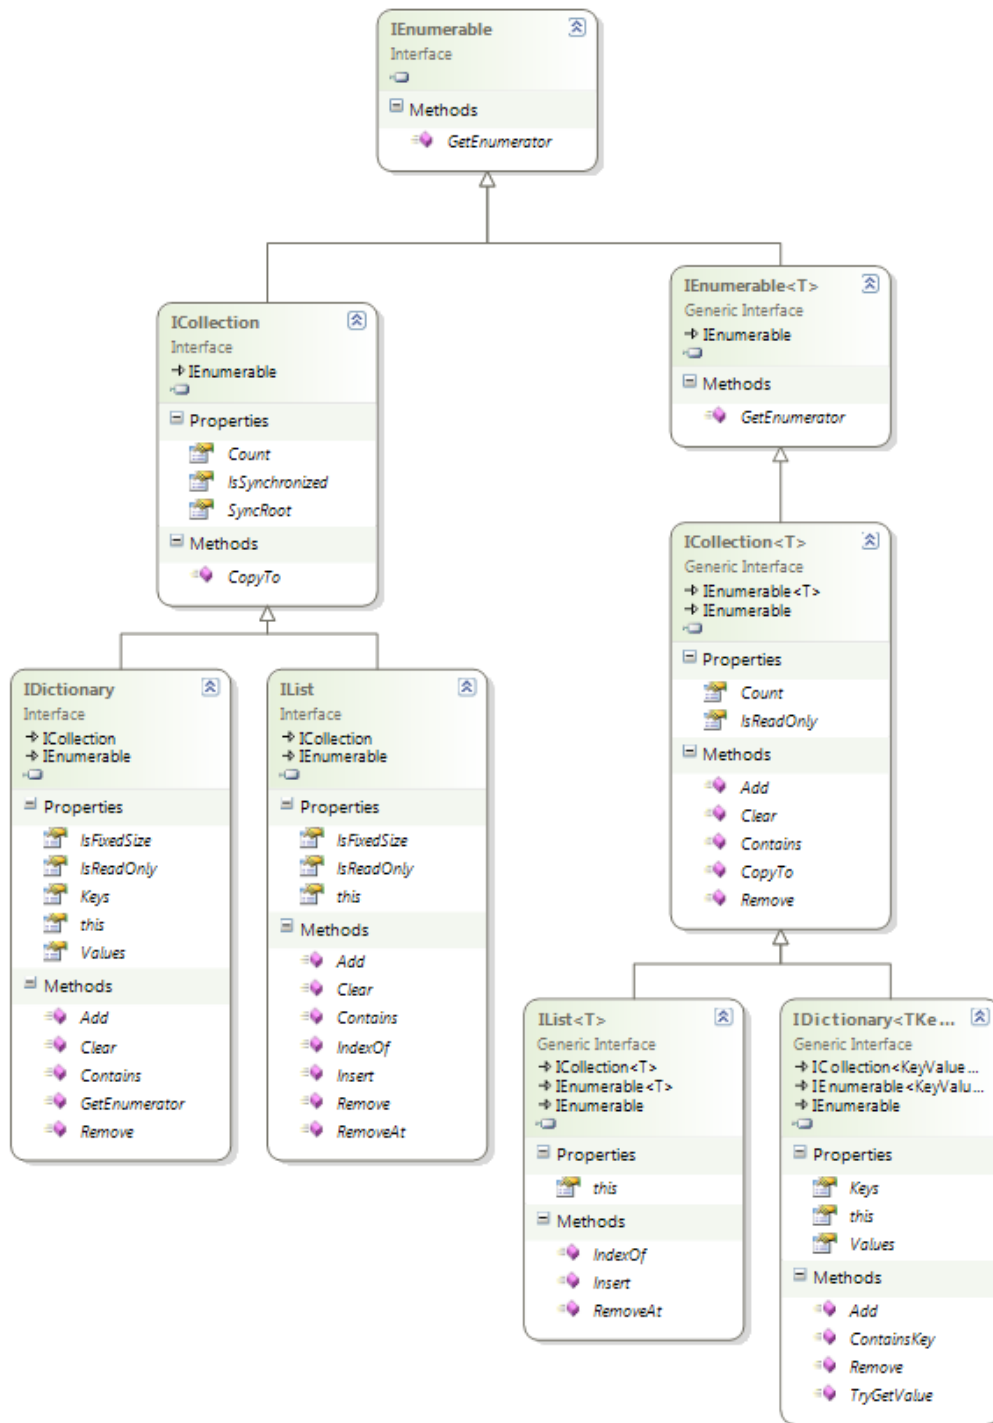 IEnumerable
Interface
Methods
GetEnumerator
ICollection
Interface
IEnumerable
Properties
Count
IsSynchronized
SyncRoot
Methods
CopyTo
IEnumerable<T>
Generic Interface
IEnumerable
Methods
GetEnumerator
ICollection<T>
Generic Interface
IEnumerable<T>
IEnumerable
Properties
Count
IsReadOnly
Methods
Add
Clear
Contains
CopyTo
Remove
IDictionary
Interface
ICollection
IEnumerable
Properties
IsFixedSize
IsReadOnly
Keys
this
Values
Methods
Add
Clear
Contains
GetEnumerator
Remove
IList
Interface
ICollection
IEnumerable
Properties
IsFixedSize
IsReadOnly
this
Methods
Add
Clear
Contains
IndexOf
Insert
Remove
RemoveAt
IList<T>
Generic Interface
ICollection<T>
IEnumerable<T>
IEnumerable
Properties
this
Methods
IndexOf
Insert
RemoveAt
IDictionary<TKe...
Generic Interface
ICollection<KeyValue...
IEnumerable<KeyValu...
IEnumerable
Properties
Keys
this
Values
Methods
Add
ContainsKey
Remove
TryGetValue